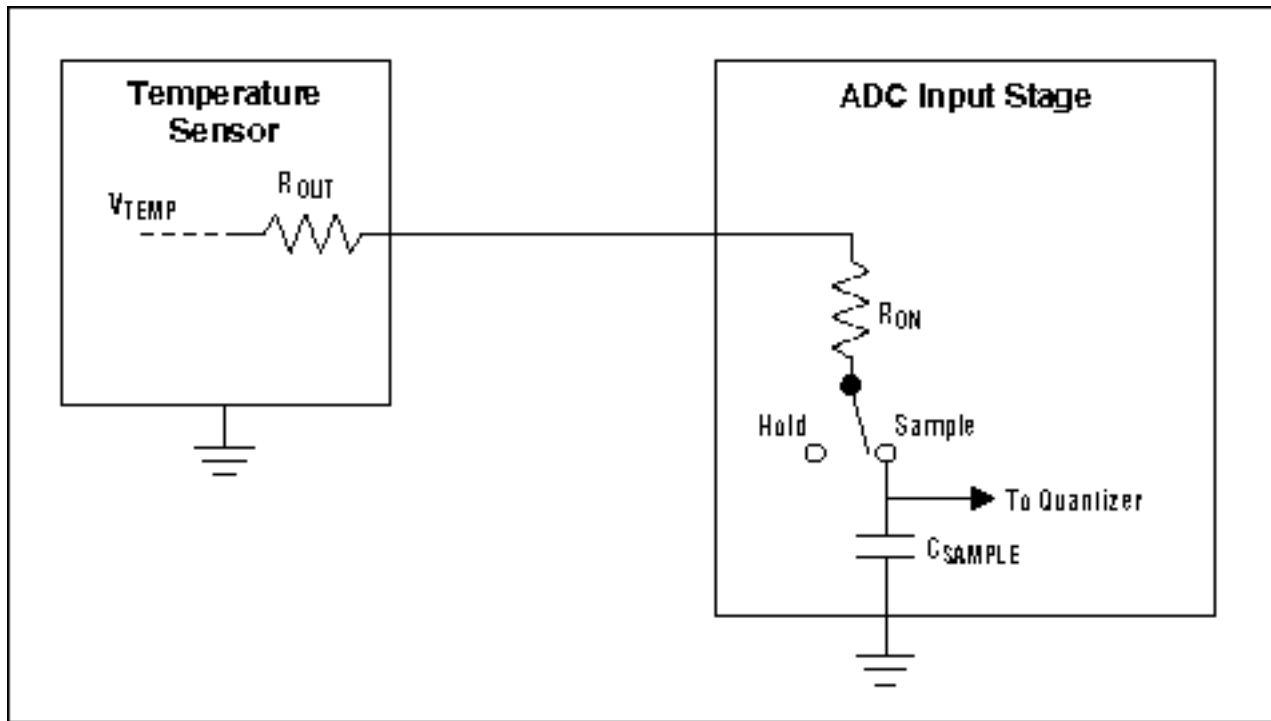 Temperature
Sensor
ADC Input Stage
ROUT
VTEMP
RON
Hold
Sample
To Quantizer
CSAMPLE